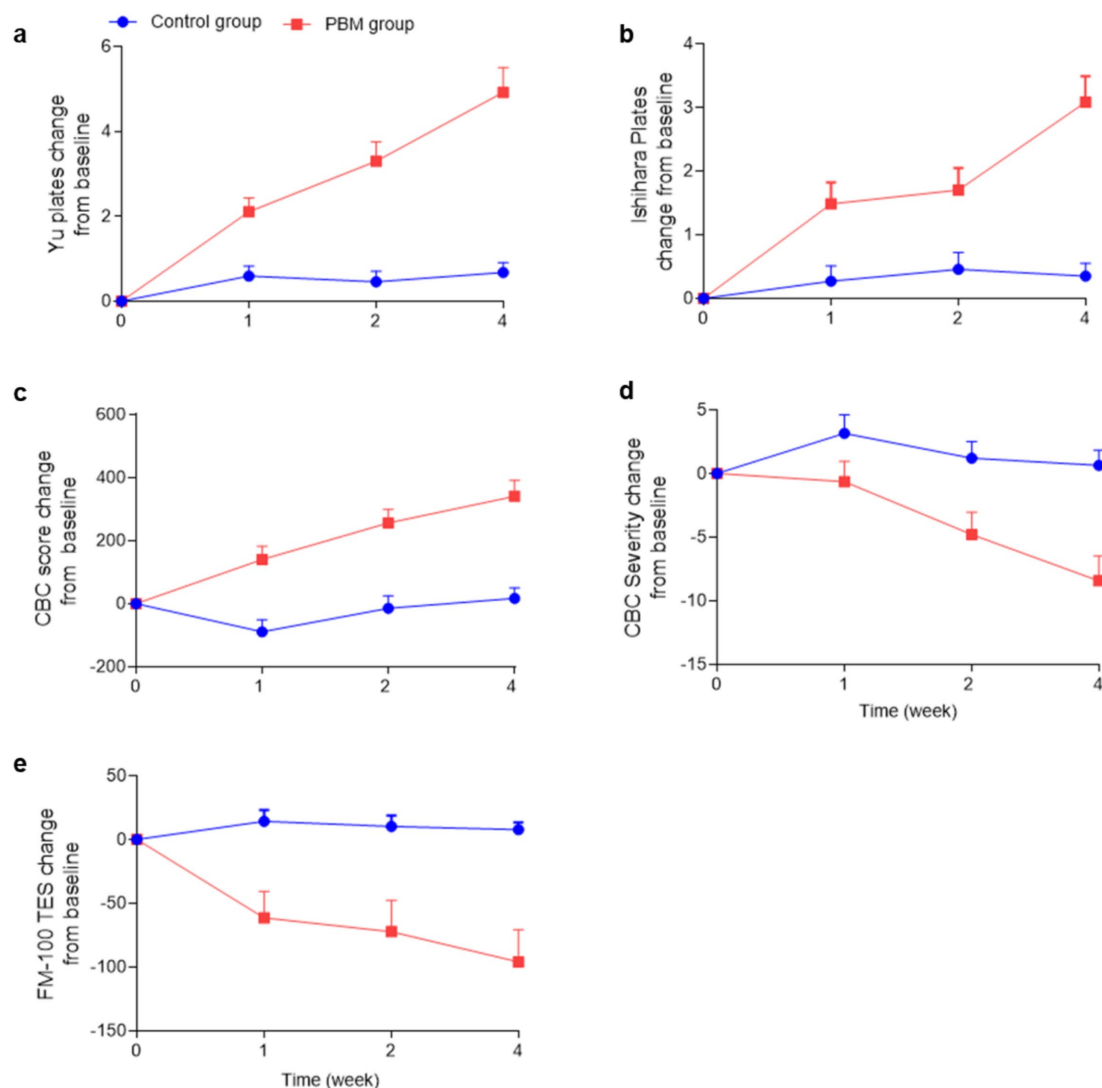 Control group PBM group
a
Yu plates change
from baseline
6
4
2
0
0 1 2 4
b
Ishihara Plates
change from baseline
4
3
2
1
0
0 1 2 4
c
CBC score change
from baseline
600
400
200
0
-200
0 1 2 4
d
CBC Severity change
from baseline
5
0
-5
-10
-15
0 1 2 4
Time (week)
e
FM-100 TES change
from baseline
50
0
-50
-100
-150
0 1 2 4
Time (week)